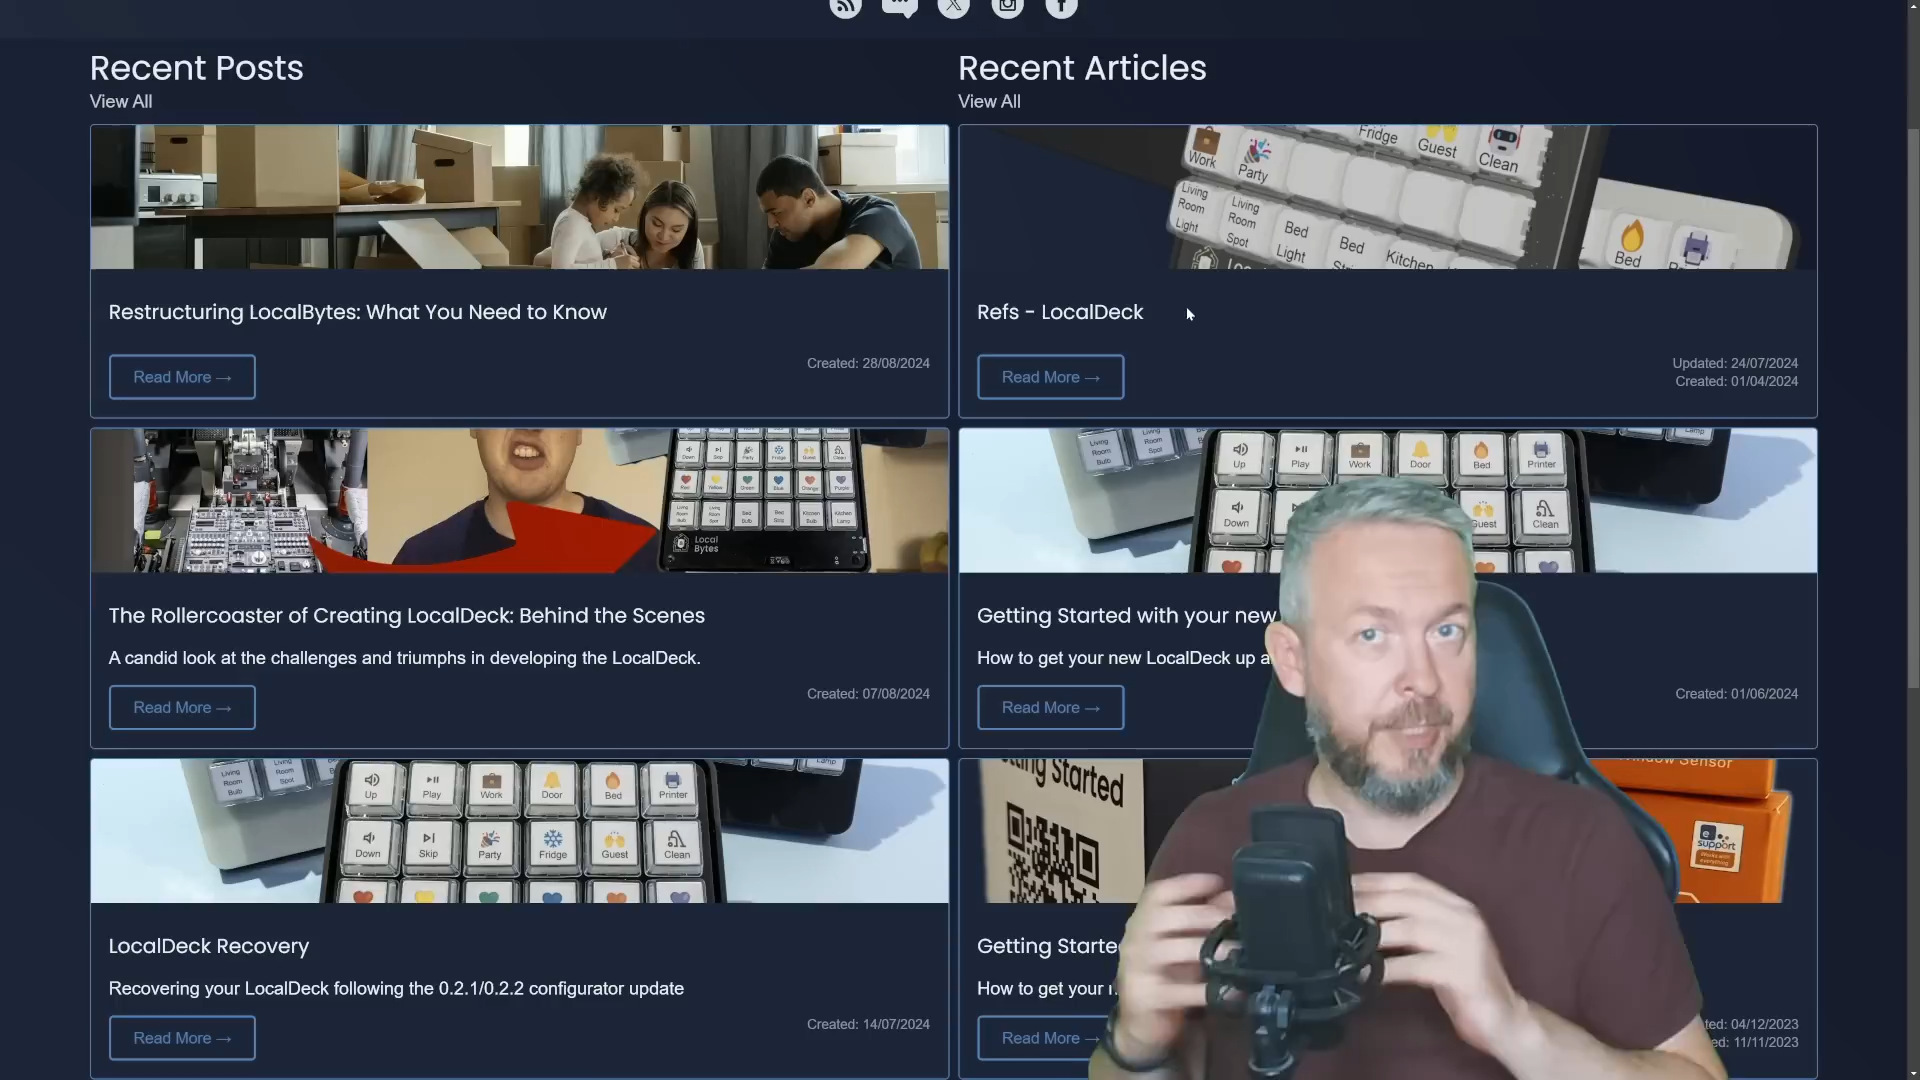 Recent Posts
View All
Restructuring LocalBytes: What You Need to Know
Read More →
Created: 28/08/2024
Local
Bytes
The Rollercoaster of Creating LocalDeck: Behind the Scenes
A candid look at the challenges and triumphs in developing the LocalDeck.
Read More →
Created: 07/08/2024
Up Play Work Door Bed Printer
Down Skip Party Fridge Guest Clean
LocalDeck Recovery
Recovering your LocalDeck following the 0.2.1/0.2.2 configurator update
Read More →
Created: 14/07/2024
Recent Articles
View All
Fridge Guest Clean
Work Party
Living Room Light
Living Room Spot
Bed Light
Bed
Kitchen
Bed
Refs - LocalDeck
Read More →
Updated: 24/07/2024
Created: 01/04/2024
Up Play Work Door Bed Printer
Down
Guest Clean
Getting Started with your new
How to get your new LocalDeck up a
Read More →
Created: 01/06/2024
Started
Window Sensor
support
Getting Starte
How to get your
Read More →
ted: 04/12/2023
ed: 11/11/2023